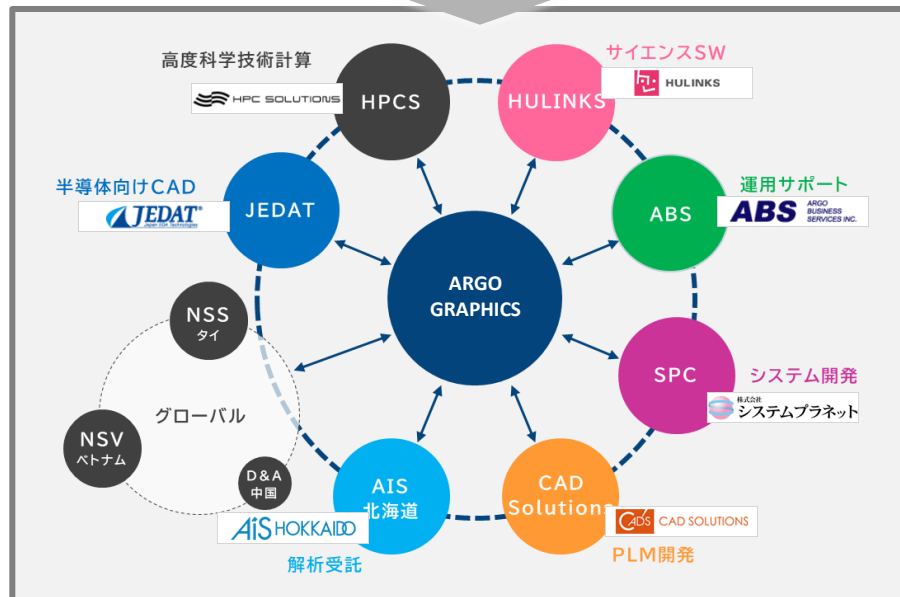 高度科学技術計算
HPC SOLUTIONS
HPCS
サイエンスSW
HULINKS
HULINKS
半導体向けCAD
JEDAT®
Japan EDA Technologies
JEDAT
運用サポート
ABS
ARGO
BUSINESS
SERVICES INC.
ABS
ARGO
GRAPHICS
NSS
タイ
グローバル
NSV
ベトナム
D&A
中国
SPC
システム開発
株式会社
システムプラネット
AIS
北海道
AiS HOKKAIDO
解析受託
CAD
Solutions
CADS CAD SOLUTIONS
PLM開発